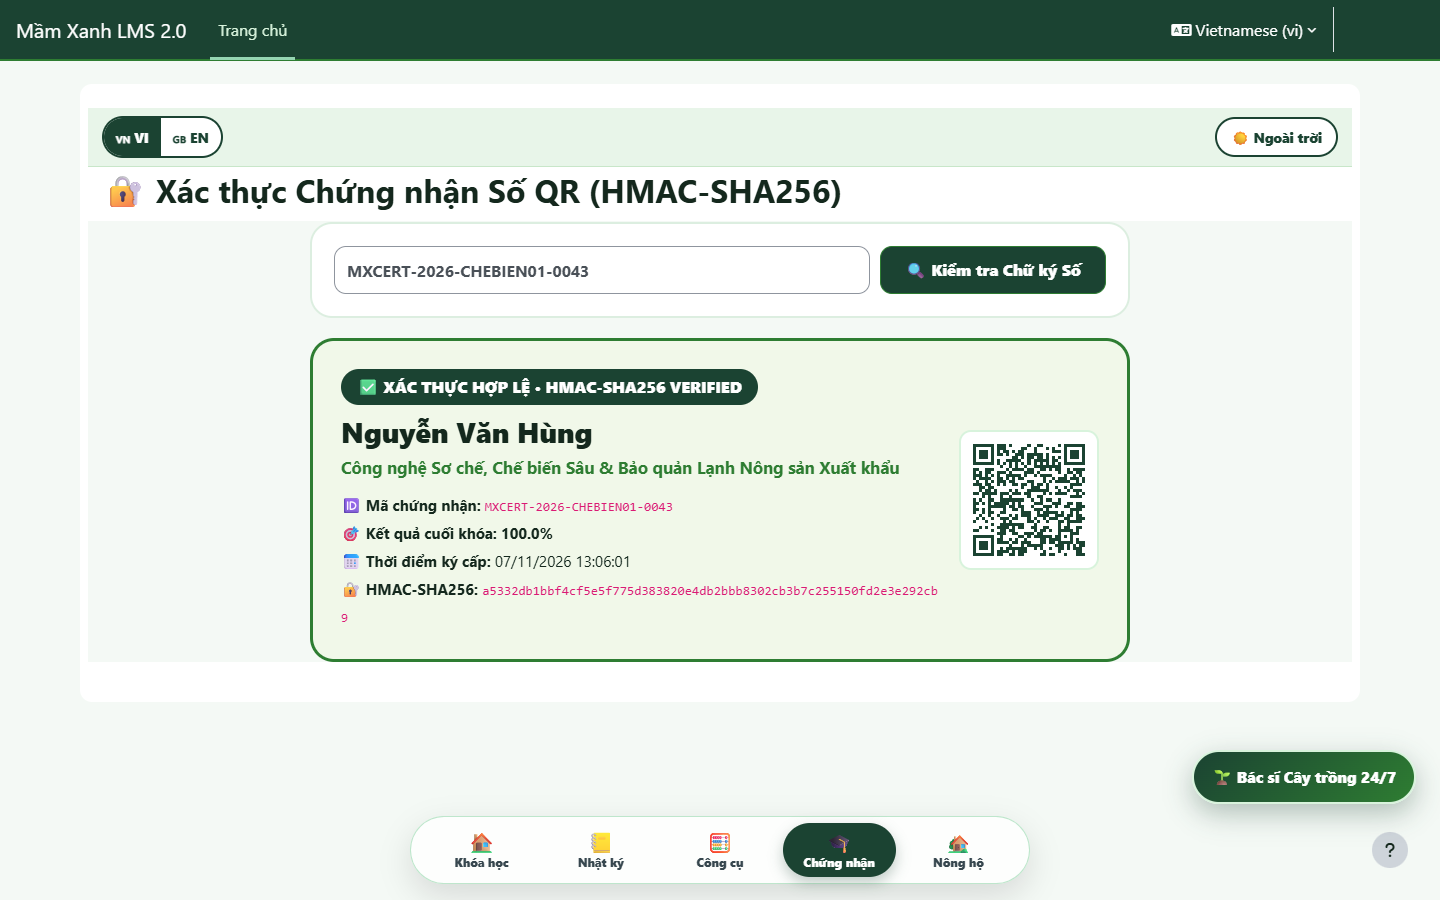 Mầm Xanh LMS 2.0
Trang chủ
Vietnamese (vi)
VN VI
GB EN
Ngoài trời
Xác thực Chứng nhận Số QR (HMAC-SHA256)
MXCERT-2026-CHEBIEN01-0043
Kiểm tra Chữ ký Số
XÁC THỰC HỢP LỆ • HMAC-SHA256 VERIFIED
Nguyễn Văn Hùng
Công nghệ Sơ chế, Chế biến Sâu & Bảo quản Lạnh Nông sản Xuất khẩu
Mã chứng nhận: MXCERT-2026-CHEBIEN01-0043
Kết quả cuối khóa: 100.0%
Thời điểm ký cấp: 07/11/2026 13:06:01
HMAC-SHA256: a5332db1bbf4cf5e5f775d383820e4db2bbb8302cb3b7c255150fd2e3e292cb
9
Bác sĩ Cây trồng 24/7
Khóa học
Nhật ký
Công cụ
Chứng nhận
Nông hộ
?